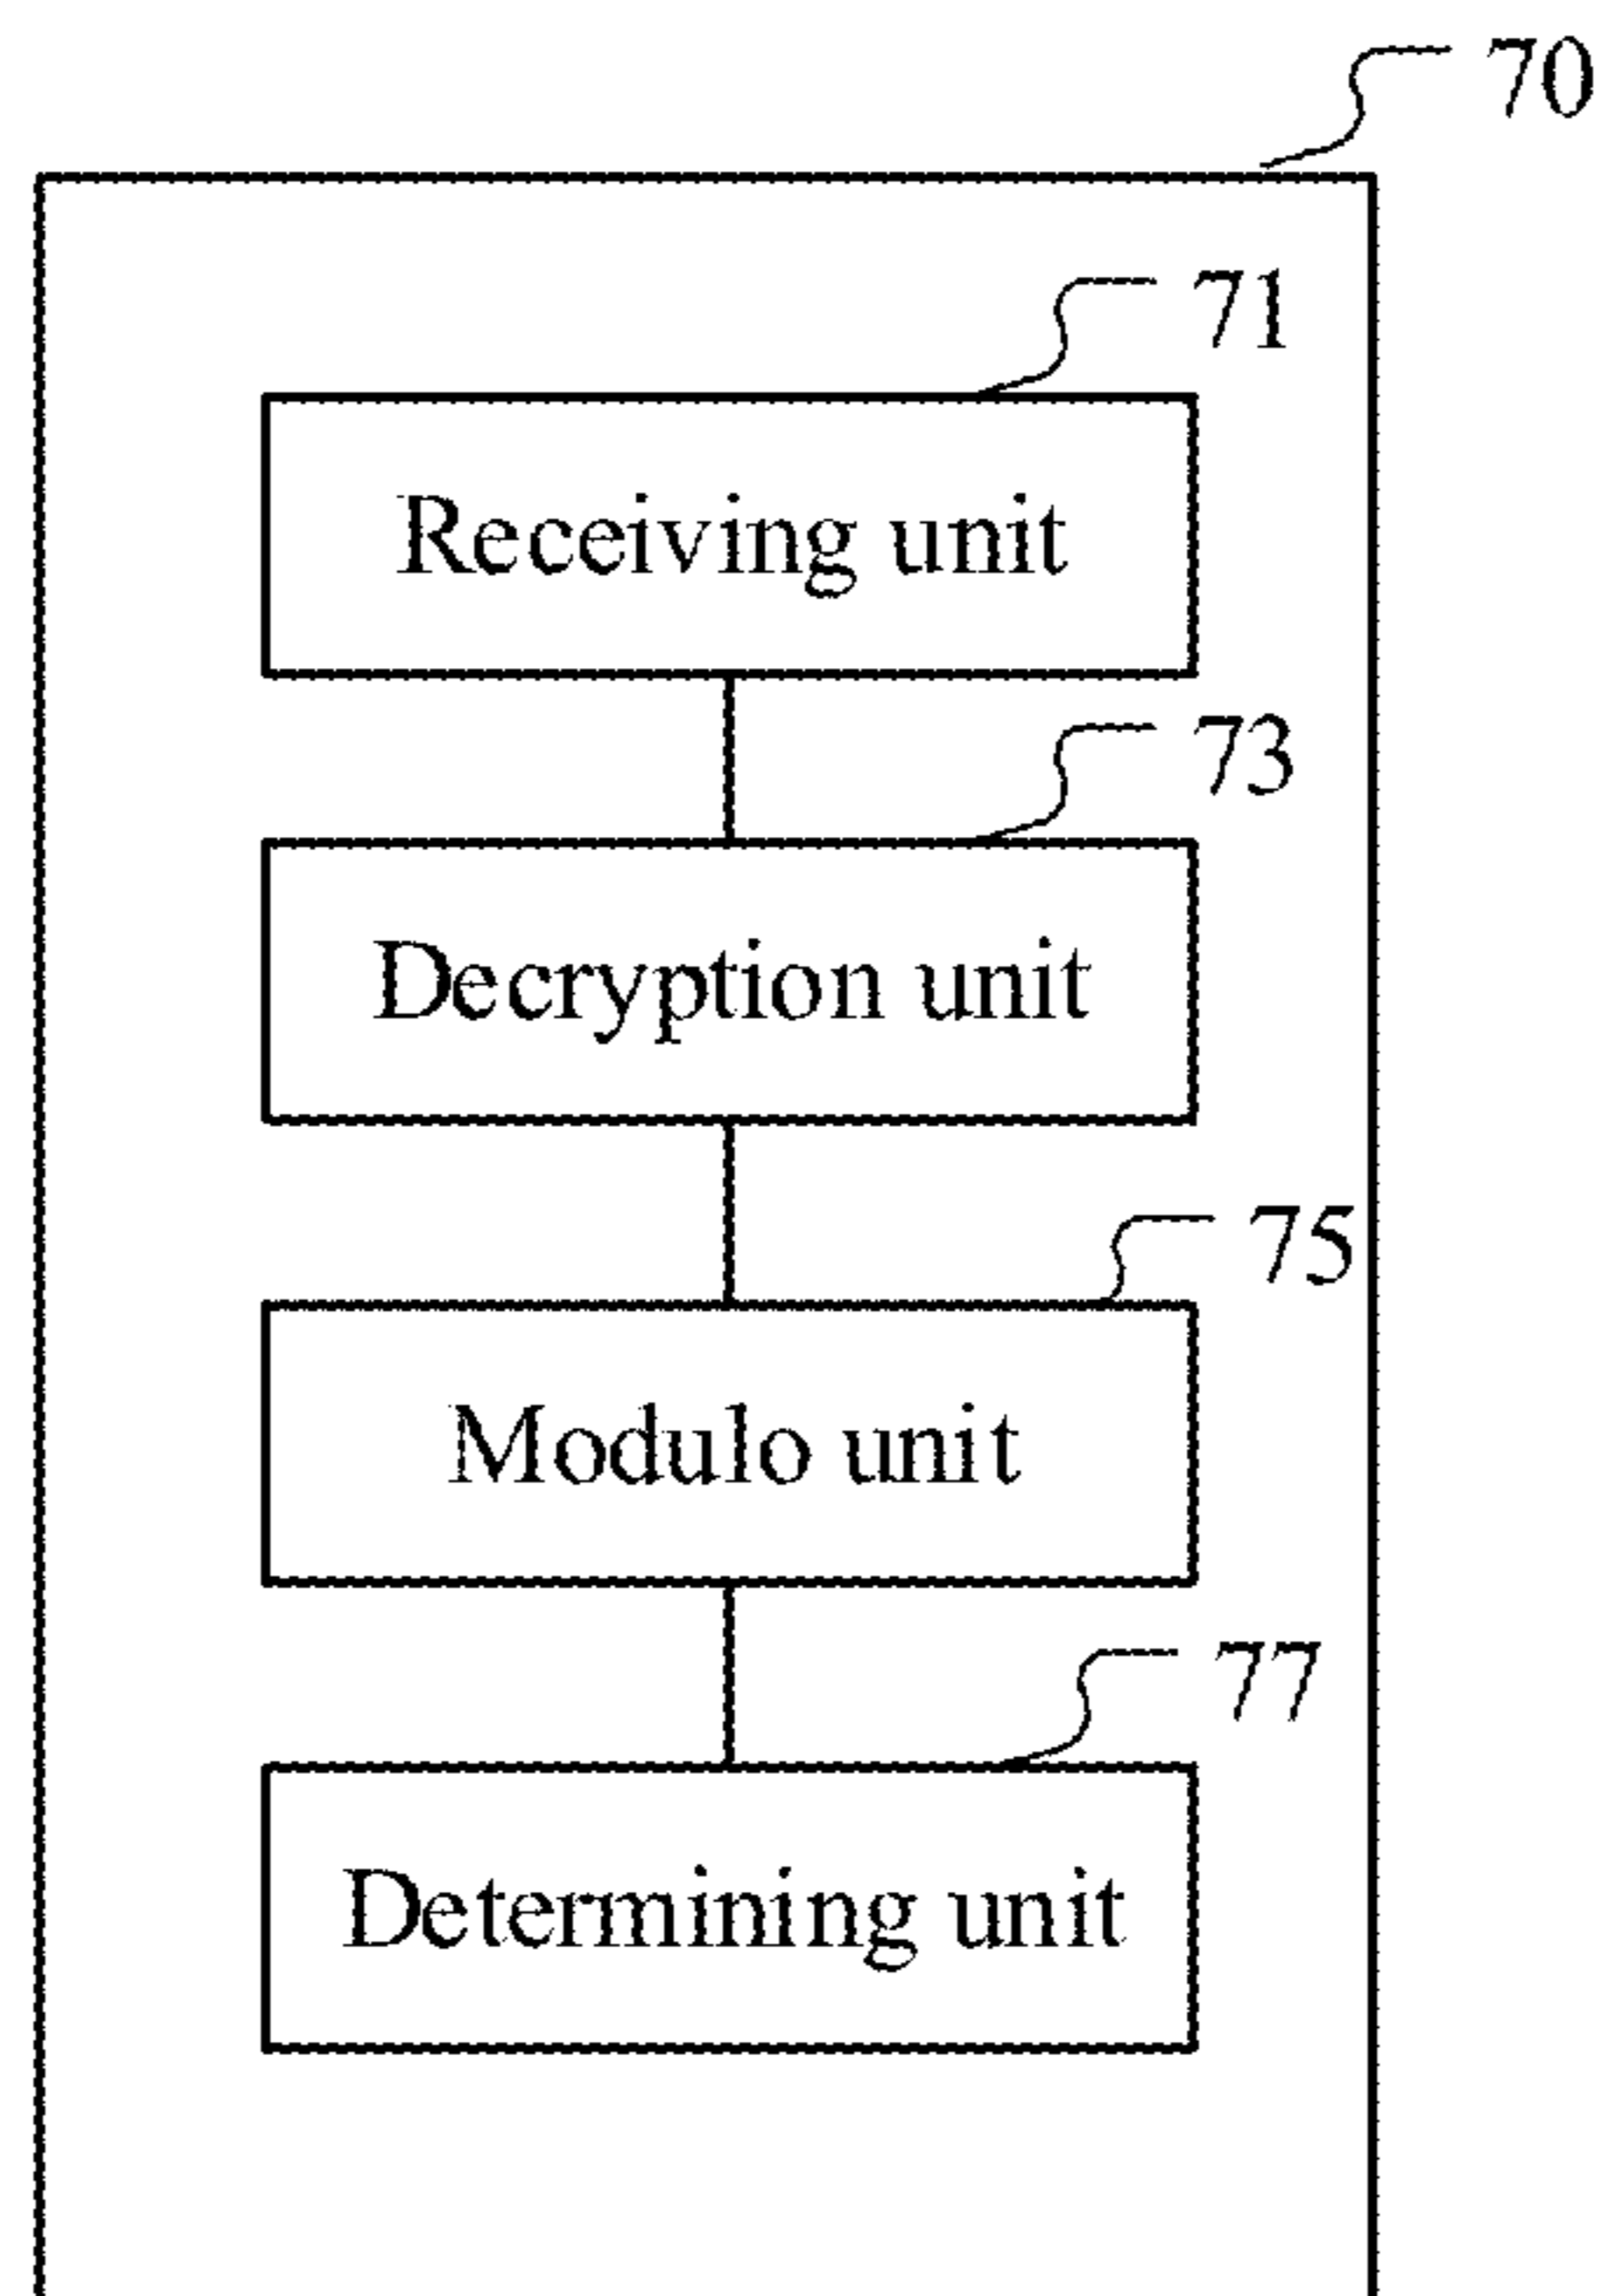 70
71
Receiving unit
73
Decryption unit
75
Modulo unit
77
Determining unit